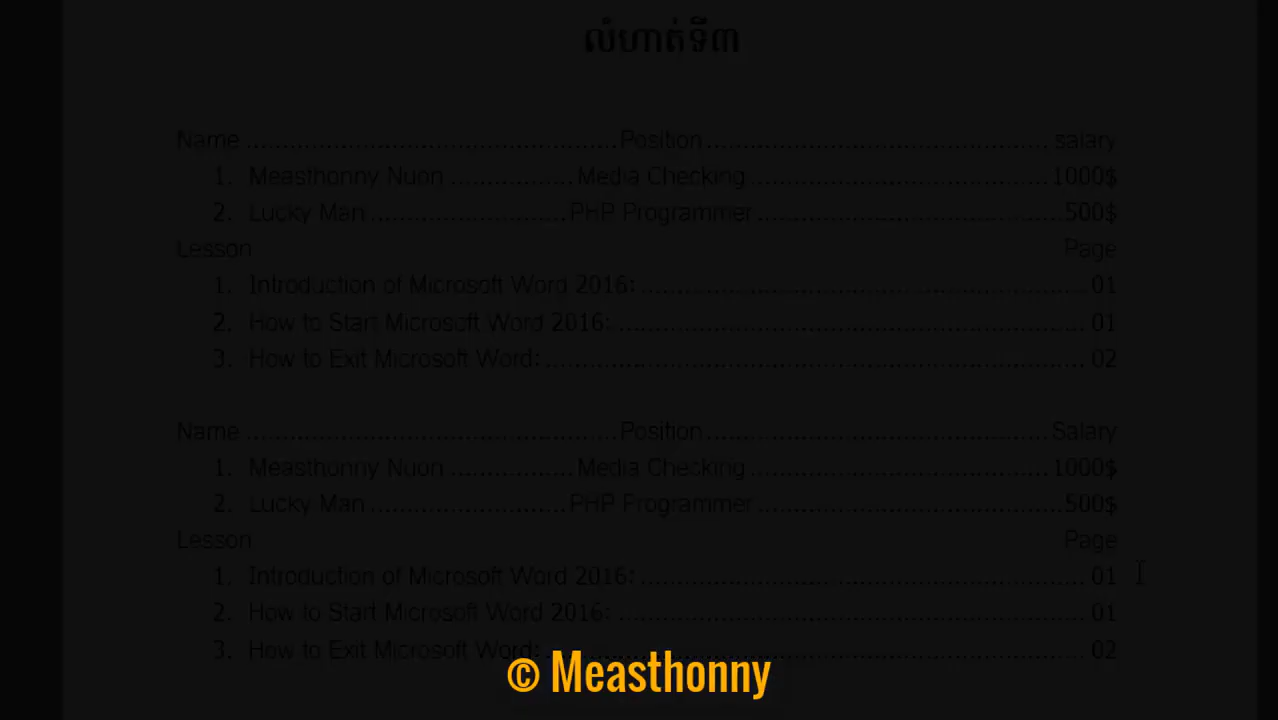 លំហាត់ទី៣
Name ................................................ Position ............................................ salary
1. Measthonny Nuon ................ Media Checking ....................................... 1000$
2. Lucky Man ......................... PHP Programmer ....................................... 500$
Lesson Page
1. Introduction of Microsoft Word 2016: ......................................................... 01
2. How to Start Microsoft Word 2016: ............................................................ 01
3. How to Exit Microsoft Word: ..................................................................... 02
Name ................................................ Position ............................................ Salary
1. Measthonny Nuon ................ Media Checking ....................................... 1000$
2. Lucky Man ......................... PHP Programmer ....................................... 500$
Lesson Page
1. Introduction of Microsoft Word 2016: ......................................................... 01
2. How to Start Microsoft Word 2016: ............................................................ 01
3. How to Exit Microsoft Word: ..................................................................... 02
© Measthonny